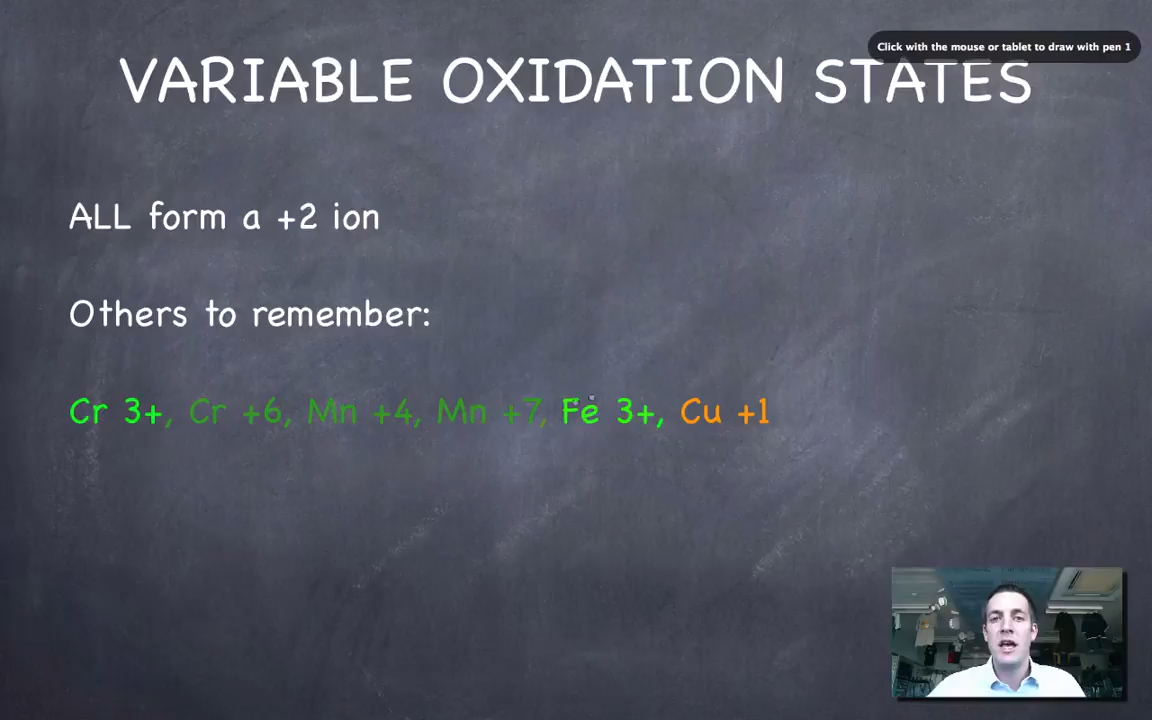 Click with the mouse or tablet to draw with pen 1
VARIABLE OXIDATION STATES
ALL form a +2 ion
Others to remember:
Cr 3+, Cr +6, Mn +4, Mn +7, Fe 3+, Cu +1